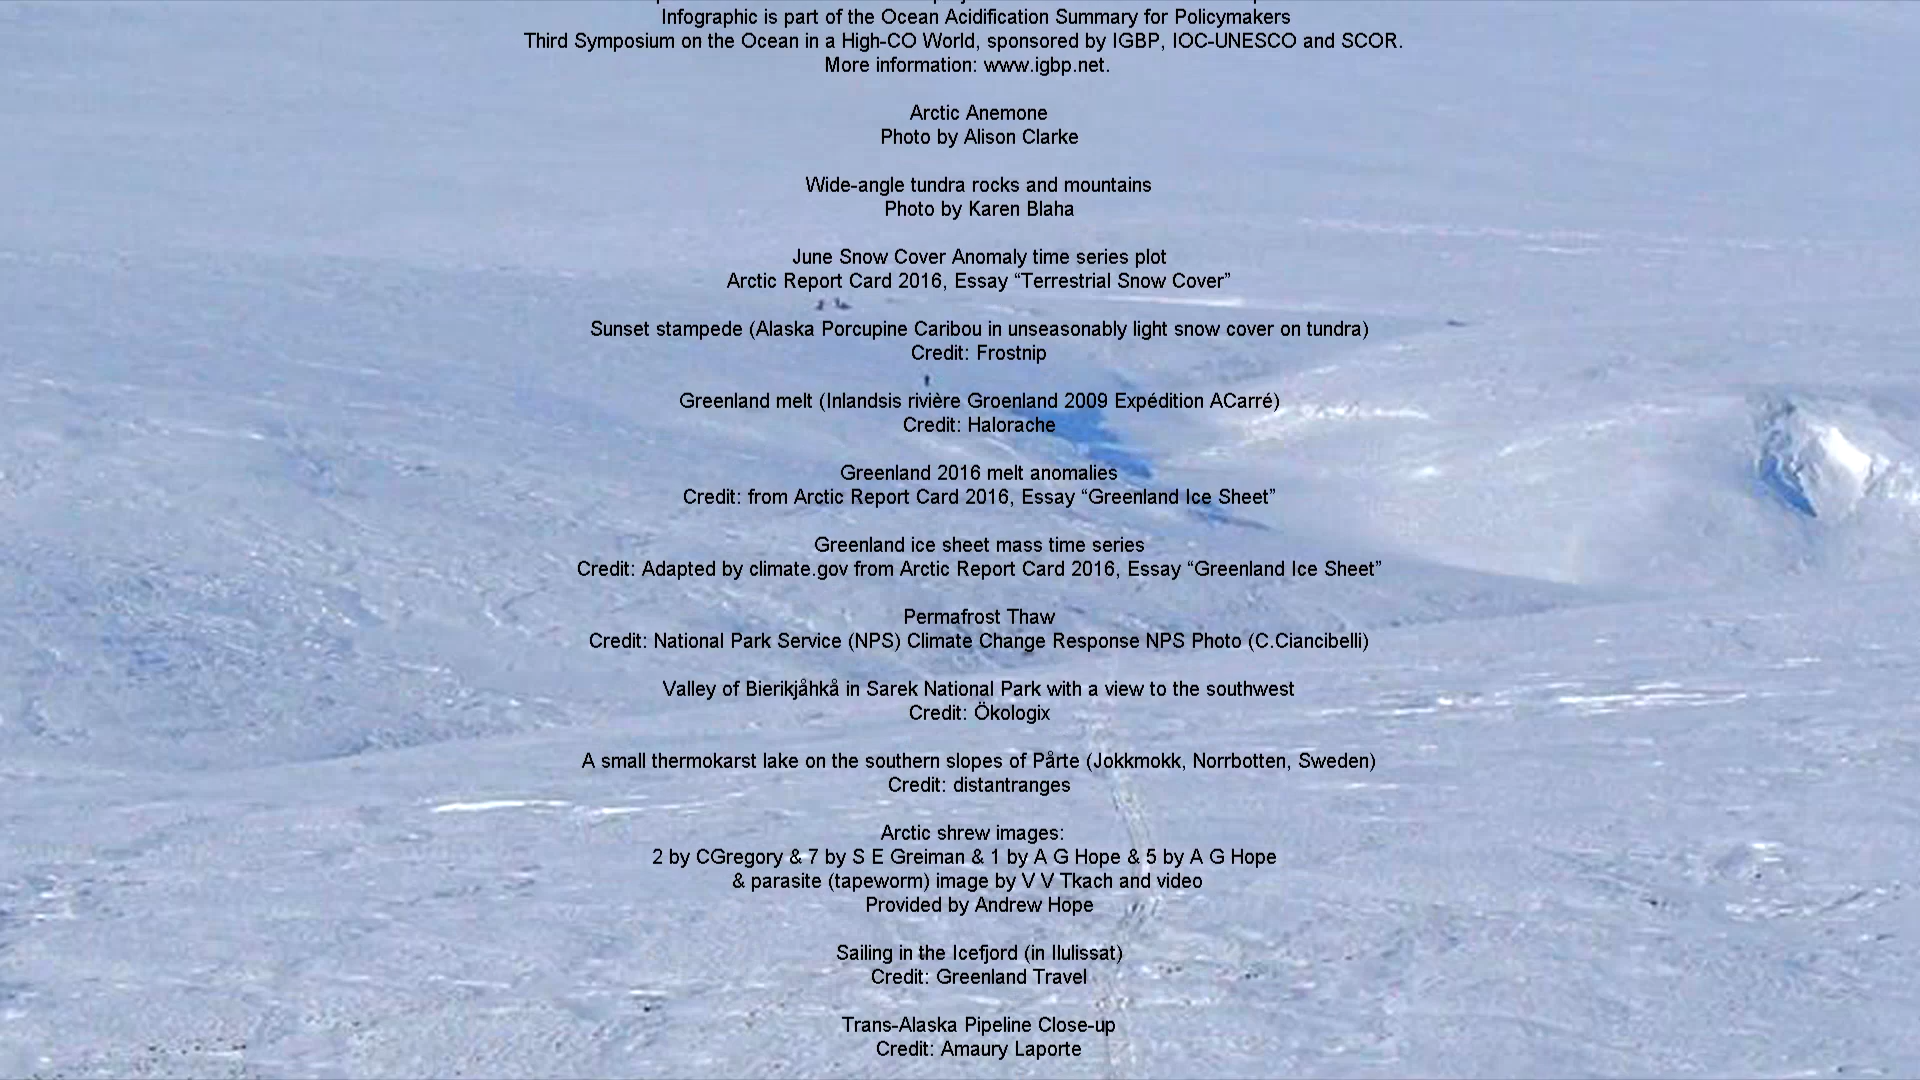 Infographic is part of the Ocean Acidification Summary for Policymakers
Third Symposium on the Ocean in a High-CO World, sponsored by IGBP, IOC-UNESCO and SCOR.
More information: www.igbp.net.
Arctic Anemone
Photo by Alison Clarke
Wide-angle tundra rocks and mountains
Photo by Karen Blaha
June Snow Cover Anomaly time series plot
Arctic Report Card 2016, Essay “Terrestrial Snow Cover”
Sunset stampede (Alaska Porcupine Caribou in unseasonably light snow cover on tundra)
Credit: Frostnip
Greenland melt (Inlandsis rivière Groenland 2009 Expédition ACarré)
Credit: Halorache
Greenland 2016 melt anomalies
Credit: from Arctic Report Card 2016, Essay “Greenland Ice Sheet”
Greenland ice sheet mass time series
Credit: Adapted by climate.gov from Arctic Report Card 2016, Essay “Greenland Ice Sheet”
Permafrost Thaw
Credit: National Park Service (NPS) Climate Change Response NPS Photo (C.Ciancibelli)
Valley of Bierikjåhkå in Sarek National Park with a view to the southwest
Credit: Ökologix
A small thermokarst lake on the southern slopes of Pårte (Jokkmokk, Norrbotten, Sweden)
Credit: distantranges
Arctic shrew images:
2 by CGregory & 7 by S E Greiman & 1 by A G Hope & 5 by A G Hope
& parasite (tapeworm) image by V V Tkach and video
Provided by Andrew Hope
Sailing in the Icefjord (in Ilulissat)
Credit: Greenland Travel
Trans-Alaska Pipeline Close-up
Credit: Amaury Laporte